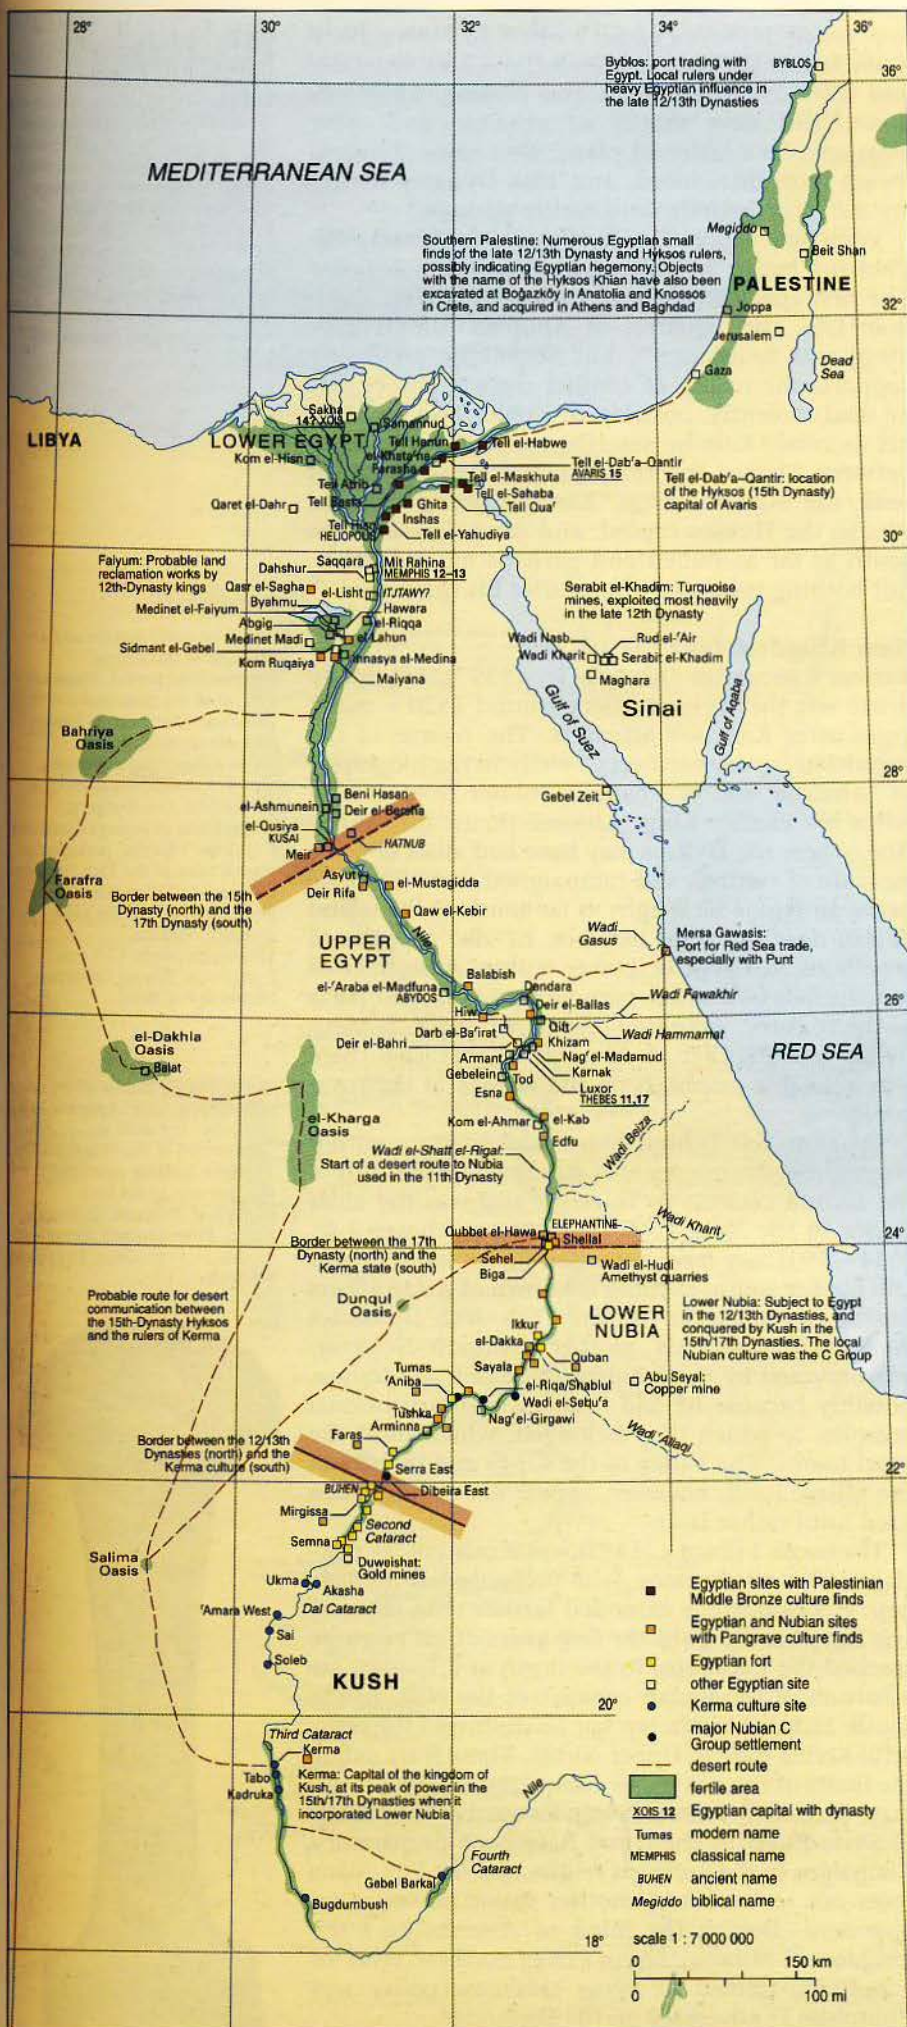 28°
30°
32°
34°
36°
36°
Byblos: port trading with
Egypt. Local rulers under
heavy Egyptian influence in
the late 12/13th Dynasties
BYBLOS
MEDITERRANEAN SEA
Megiddo
Beit Shan
Southern Palestine: Numerous Egyptian small
finds of the late 12/13th Dynasty and Hyksos rulers,
possibly indicating Egyptian hegemony. Objects
with the name of the Hyksos Khian have also been
excavated at Boğazköy in Anatolia and Knossos
in Crete, and acquired in Athens and Baghdad
PALESTINE
Joppa
32°
Jerusalem
Gaza
Dead
Sea
LIBYA
Sakha
14? XOIS
Samannud
LOWER EGYPT
Kom el-Hisn
Tell Hanun
Tell el-Habwe
el-Khata'na
Farasha
Tell el-Dab'a–Qantir
AVARIS 15
Tell Atrib
Tell el-Maskhuta
Tell el-Sahaba
Tell el-Dab'a–Qantir: location
of the Hyksos (15th Dynasty)
capital of Avaris
Qaret el-Dahr
Tell Basta
Ghita
Tell Qua'
Inshas
Tell Hisn
HELIOPOLIS
Tell el-Yahudiya
30°
Faiyum: Probable land
reclamation works by
12th-Dynasty kings
Saqqara
Mit Rahina
MEMPHIS 12–13
Dahshur
Qasr el-Sagha
el-Lisht
ITJTAWY?
Byahmu
Hawara
Medinet el-Faiyum
el-Riqqa
Abgig
el-Lahun
Medinet Madi
Sidmant el-Gebel
Ihnasya el-Medina
Kom Ruqaiya
Maiyana
Serabit el-Khadim: Turquoise
mines, exploited most heavily
in the late 12th Dynasty
Wadi Nasb
Rud el-'Air
Wadi Kharit
Serabit el-Khadim
Maghara
Sinai
Gulf of Suez
Gulf of Aqaba
Bahriya
Oasis
28°
Gebel Zeit
Beni Hasan
el-Ashmunein
Deir el-Bersha
el-Qusiya
KUSAI
HATNUB
Meir
Asyut
Farafra
Oasis
Deir Rifa
el-Mustagidda
Border between the 15th
Dynasty (north) and the
17th Dynasty (south)
Qaw el-Kebir
Nile
UPPER
EGYPT
Wadi
Gasus
Mersa Gawasis:
Port for Red Sea trade,
especially with Punt
Balabish
el-'Araba el-Madfuna
ABYDOS
Dendara
Deir el-Ballas
Wadi Fawakhir
26°
Hiw
Qift
Darb el-Ba'irat
Wadi Hammamat
Deir el-Bahri
Khizam
Nag' el-Madamud
RED SEA
el-Dakhla
Oasis
Balat
Armant
Karnak
Gebelein
Tod
Luxor
THEBES 11,17
Esna
el-Kharga
Oasis
Kom el-Ahmar
el-Kab
Edfu
Wadi Beiza
Wadi el-Shatt el-Rigal:
Start of a desert route to Nubia
used in the 11th Dynasty
Wadi Kharit
Qubbet el-Hawa
ELEPHANTINE
Shellal
24°
Border between the 17th
Dynasty (north) and the
Kerma state (south)
Sehel
Biga
Wadi el-Hudi
Amethyst quarries
Dunqul
Oasis
Probable route for desert
communication between
the 15th-Dynasty Hyksos
and the rulers of Kerma
LOWER
NUBIA
Lower Nubia: Subject to Egypt
in the 12/13th Dynasties, and
conquered by Kush in the
15th/17th Dynasties. The local
Nubian culture was the C Group
Ikkur
el-Dakka
Quban
Sayala
Abu Seyal:
Copper mine
Tumas
'Aniba
el-Riqa/Shablul
Wadi el-Sebu'a
Tushka
Nag' el-Girgawi
Arminna
Faras
Wadi 'Allaqi
Border between the 12/13th
Dynasties (north) and the
Kerma culture (south)
Serra East
22°
BUHEN
Dibeira East
Mirgissa
Second
Cataract
Semna
Duweishat:
Gold mines
Salima
Oasis
Ukma
Akasha
Dal Cataract
'Amara West
Sai
Soleb
KUSH
20°
Third Cataract
Kerma
Tabo
Kadruka
Kerma: Capital of the kingdom of
Kush, at its peak of power in the
15th/17th Dynasties when it
incorporated Lower Nubia
Nile
Fourth
Cataract
Gebel Barkal
Bugdumbush
18°
Egyptian sites with Palestinian
Middle Bronze culture finds
Egyptian and Nubian sites
with Pangrave culture finds
Egyptian fort
other Egyptian site
Kerma culture site
major Nubian C
Group settlement
desert route
fertile area
XOIS 12 Egyptian capital with dynasty
Tumas modern name
MEMPHIS classical name
BUHEN ancient name
Megiddo biblical name
scale 1 : 7 000 000
0 150 km
0 100 mi